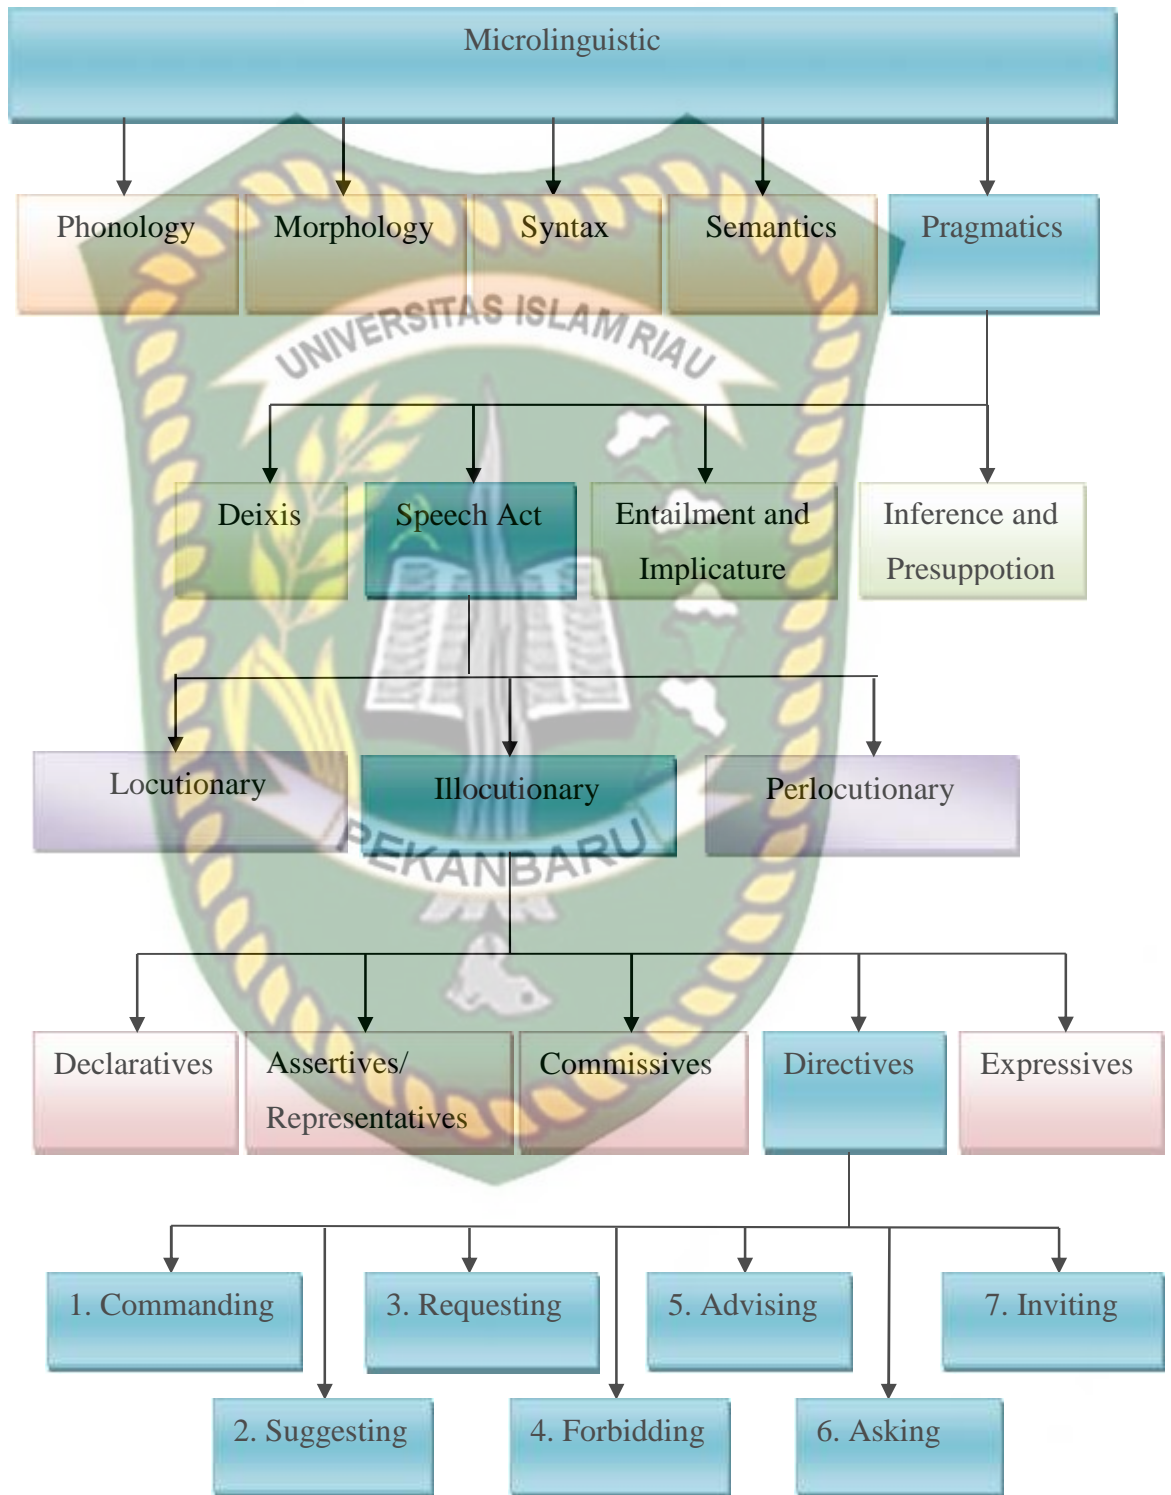 Microlinguistic
Phonology
Morphology
Syntax
Semantics
Pragmatics
UNIVERSITAS ISLAM RIAU
Deixis
Speech Act
Entailment and
Implicature
Inference and
Presuppotion
Locutionary
Illocutionary
Perlocutionary
PEKANBARU
Declaratives
Assertives/
Representatives
Commissives
Directives
Expressives
1. Commanding
3. Requesting
5. Advising
7. Inviting
2. Suggesting
4. Forbidding
6. Asking